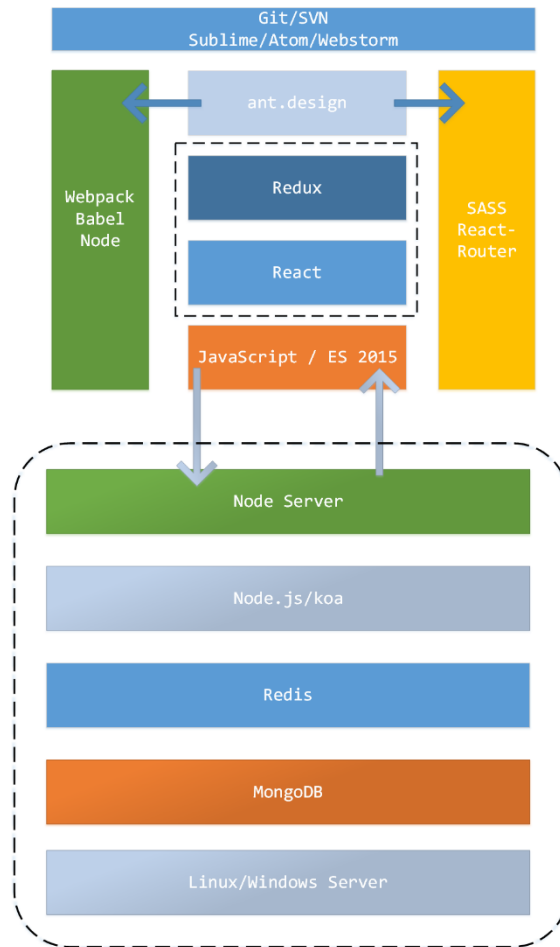 Git/SVN
Sublime/Atom/Webstorm
ant.design
Redux
React
JavaScript / ES 2015
Webpack
Babel
Node
SASS
React-
Router
Node Server
Node.js/koa
Redis
MongoDB
Linux/Windows Server